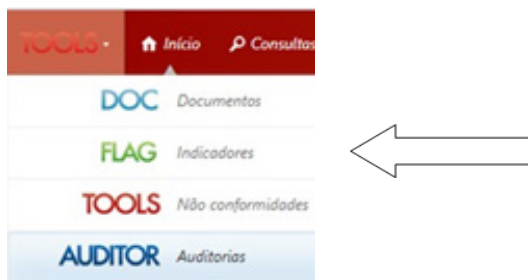 TOOLS Início Consultas
DOC Documentos
FLAG Indicadores
TOOLS Não conformidades
AUDITOR Auditorias